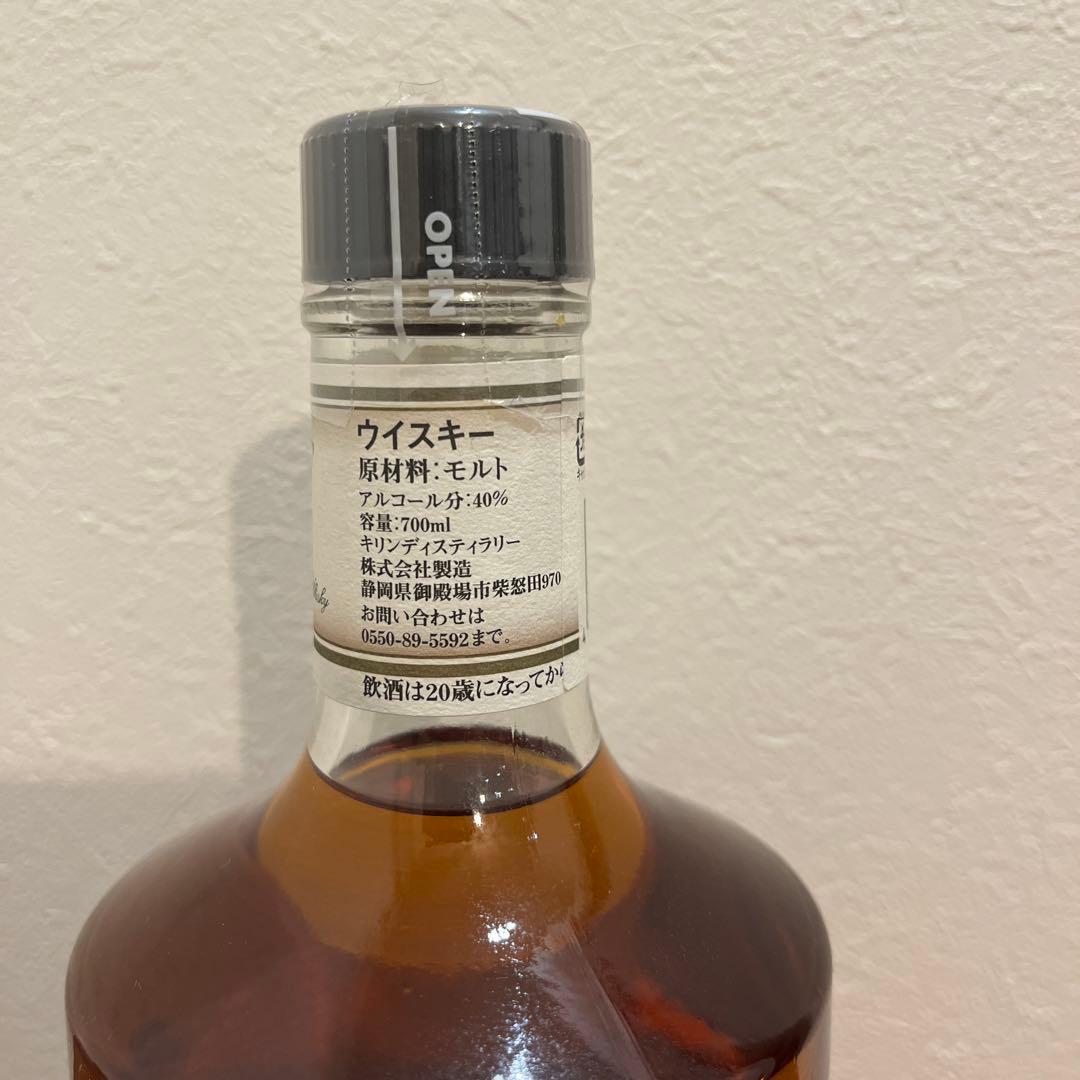 OPEN
ウイスキー
原材料:モルト
アルコール分:40%
容量:700ml
キリンディスティラリー
株式会社製造
静岡県御殿場市柴怒田970
お問い合わせは
0550-89-5592まで。
飲酒は20歳になってから